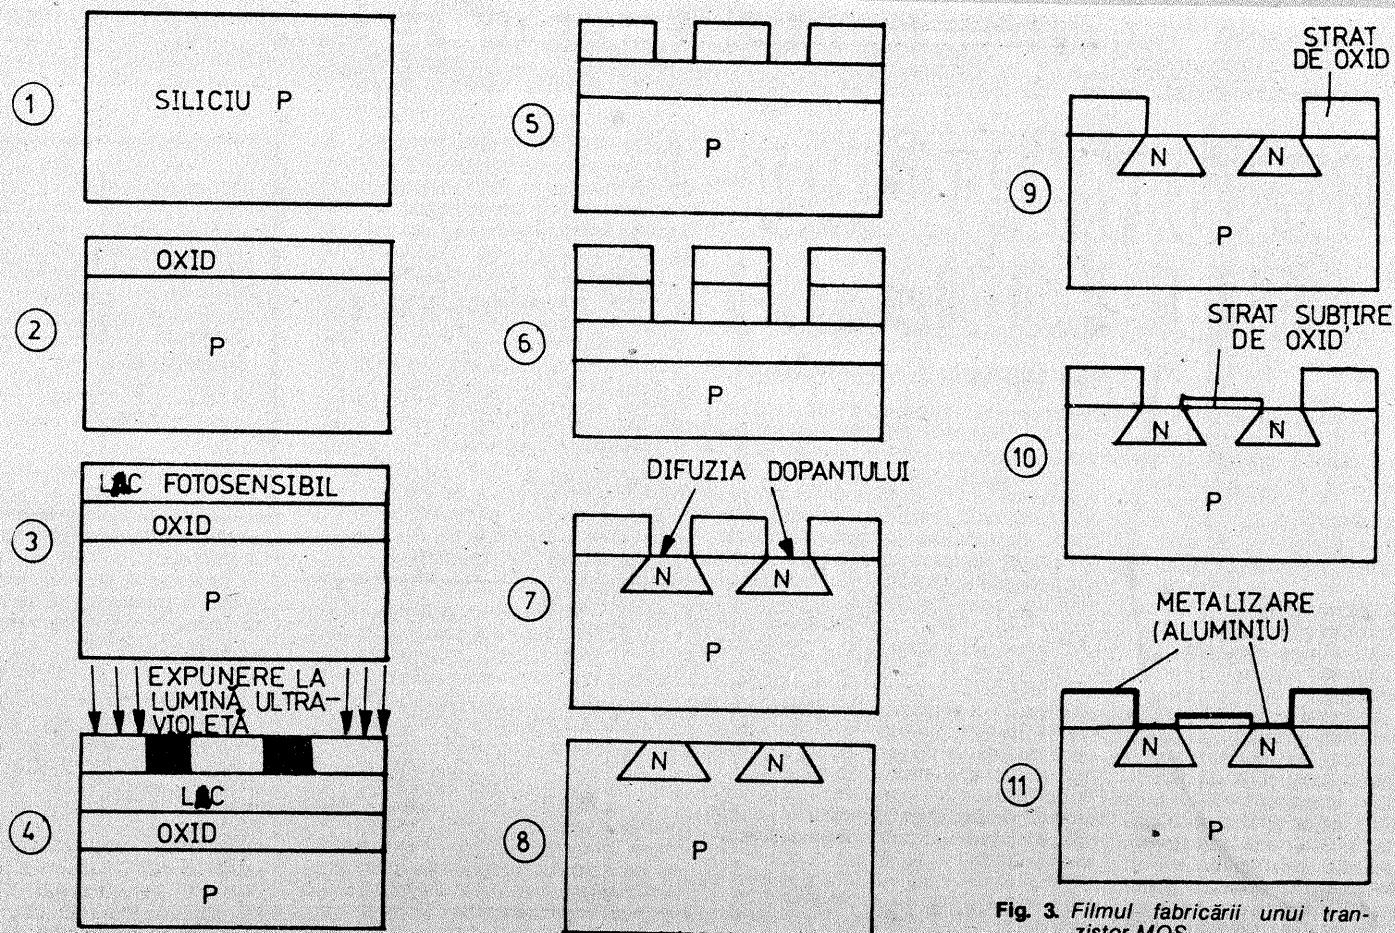 1
SILICIU P
2
OXID
P
3
LAC FOTOSENSIBIL
OXID
P
EXPUNERE LA
LUMINĂ ULTRA-
VIOLETĂ
4
LAC
OXID
P
5
P
6
P
DIFUZIA DOPANTULUI
7
N
N
P
8
N
N
P
STRAT
DE OXID
9
N
N
P
STRAT SUBȚIRE
DE OXID
10
N
N
P
METALIZARE
(ALUMINIU)
11
N
N
P
Fig. 3. Filmul fabricării unui tran-
zistor MOS